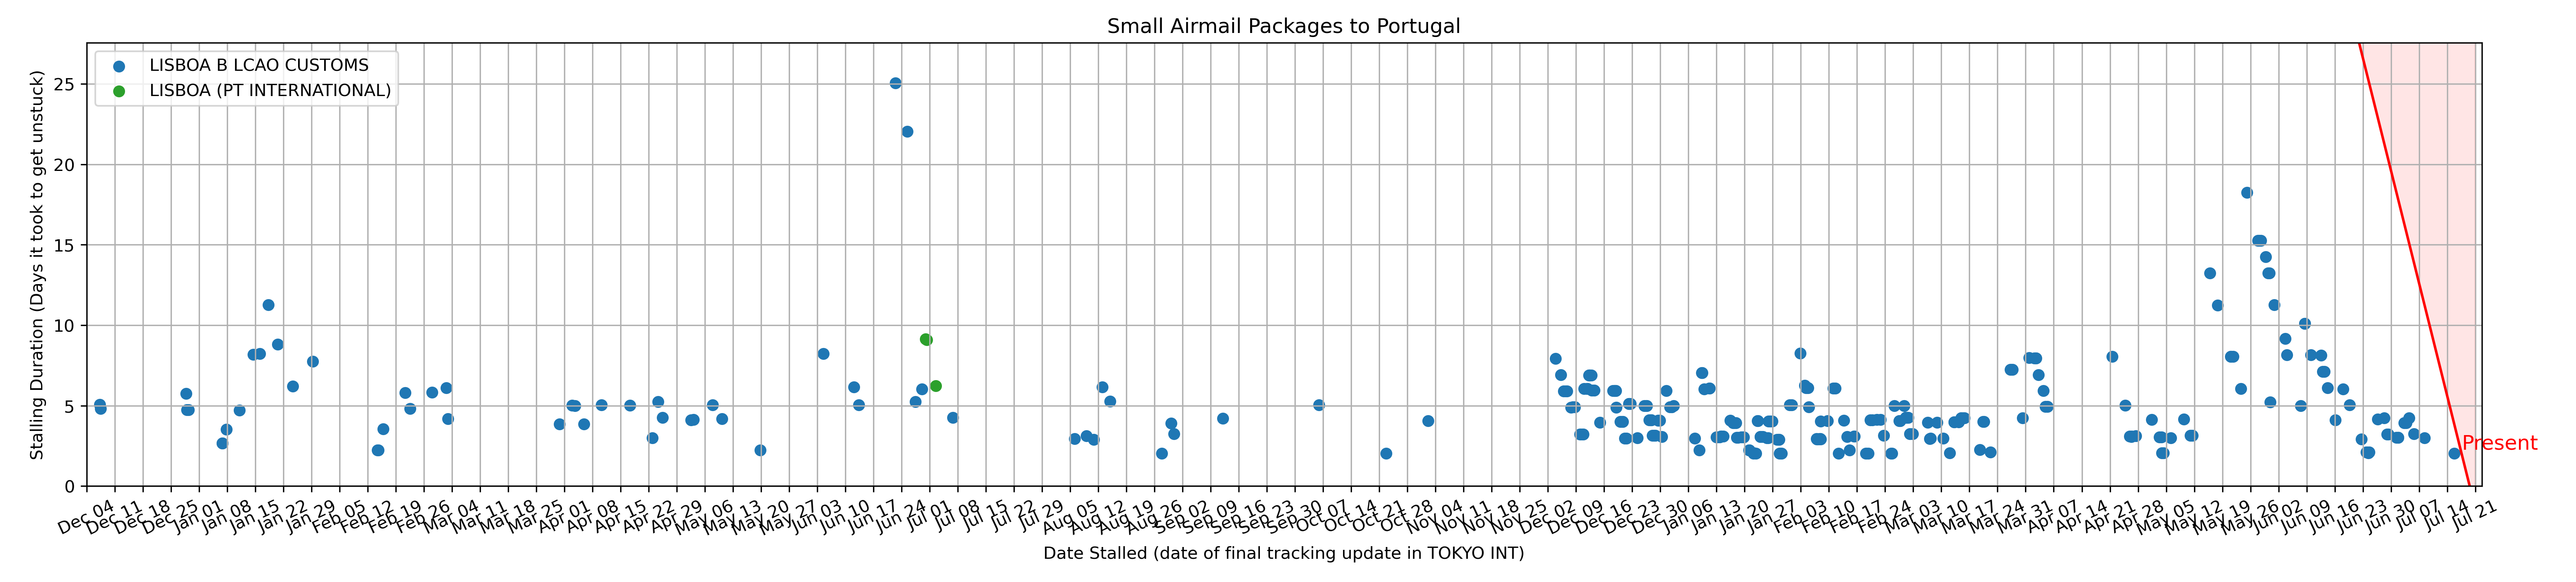 Small Airmail Packages to Portugal
LISBOA B LCAO CUSTOMS
LISBOA (PT INTERNATIONAL)
Stalling Duration (Days it took to get unstuck)
25
20
15
10
5
0
Present
Dec 04 Dec 11 Dec 18 Dec 25 Jan 01 Jan 08 Jan 15 Jan 22 Jan 29 Feb 05 Feb 12 Feb 19 Feb 26 Mar 04 Mar 11 Mar 18 Mar 25 Apr 01 Apr 08 Apr 15 Apr 22 Apr 29 May 06 May 13 May 20 May 27 Jun 03 Jun 10 Jun 17 Jun 24 Jul 01 Jul 08 Jul 15 Jul 22 Jul 29 Aug 05 Aug 12 Aug 19 Aug 26 Sep 02 Sep 09 Sep 16 Sep 23 Sep 30 Oct 07 Oct 14 Oct 21 Oct 28 Nov 04 Nov 11 Nov 18 Nov 25 Dec 02 Dec 09 Dec 16 Dec 23 Dec 30 Jan 06 Jan 13 Jan 20 Jan 27 Feb 03 Feb 10 Feb 17 Feb 24 Mar 03 Mar 10 Mar 17 Mar 24 Mar 31 Apr 07 Apr 14 Apr 21 Apr 28 May 05 May 12 May 19 May 26 Jun 02 Jun 09 Jun 16 Jun 23 Jun 30 Jul 07 Jul 14 Jul 21
Date Stalled (date of final tracking update in TOKYO INT)